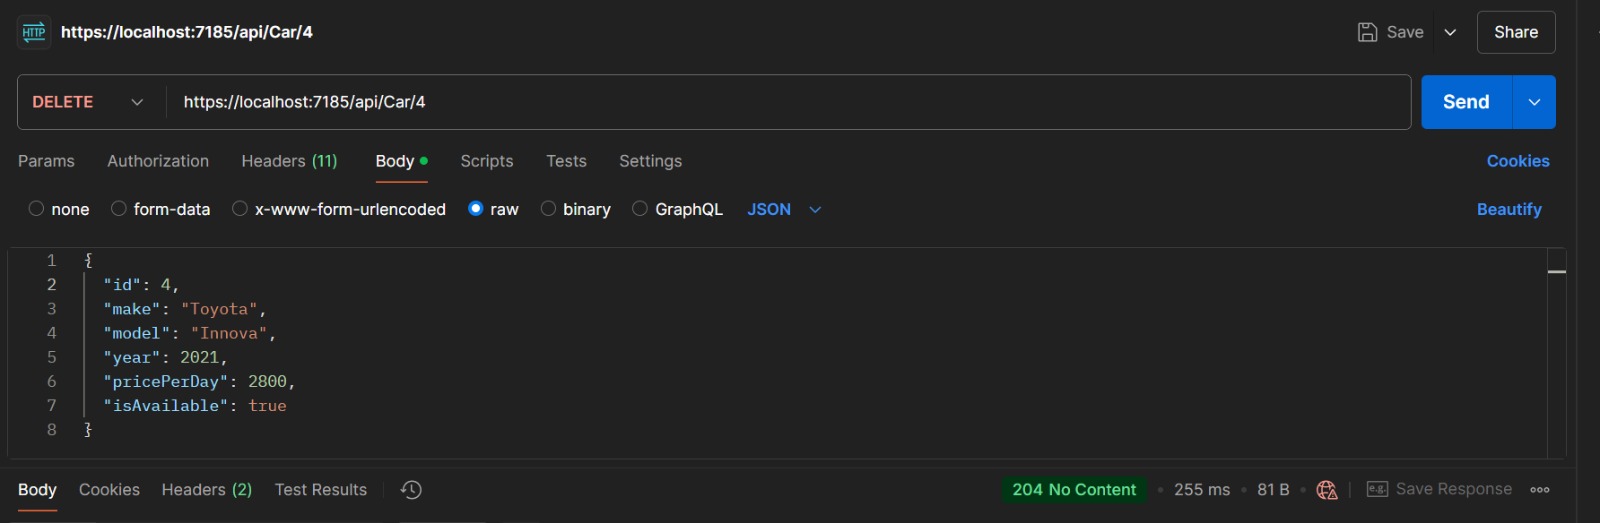 HTTP https://localhost:7185/api/Car/4 Save Share
DELETE https://localhost:7185/api/Car/4 Send
Params Authorization Headers (11) Body Scripts Tests Settings Cookies
none form-data x-www-form-urlencoded raw binary GraphQL JSON Beautify
1 {
2 "id": 4,
3 "make": "Toyota",
4 "model": "Innova",
5 "year": 2021,
6 "pricePerDay": 2800,
7 "isAvailable": true
8 }
Body Cookies Headers (2) Test Results 204 No Content • 255 ms • 81 B • e.g. Save Response